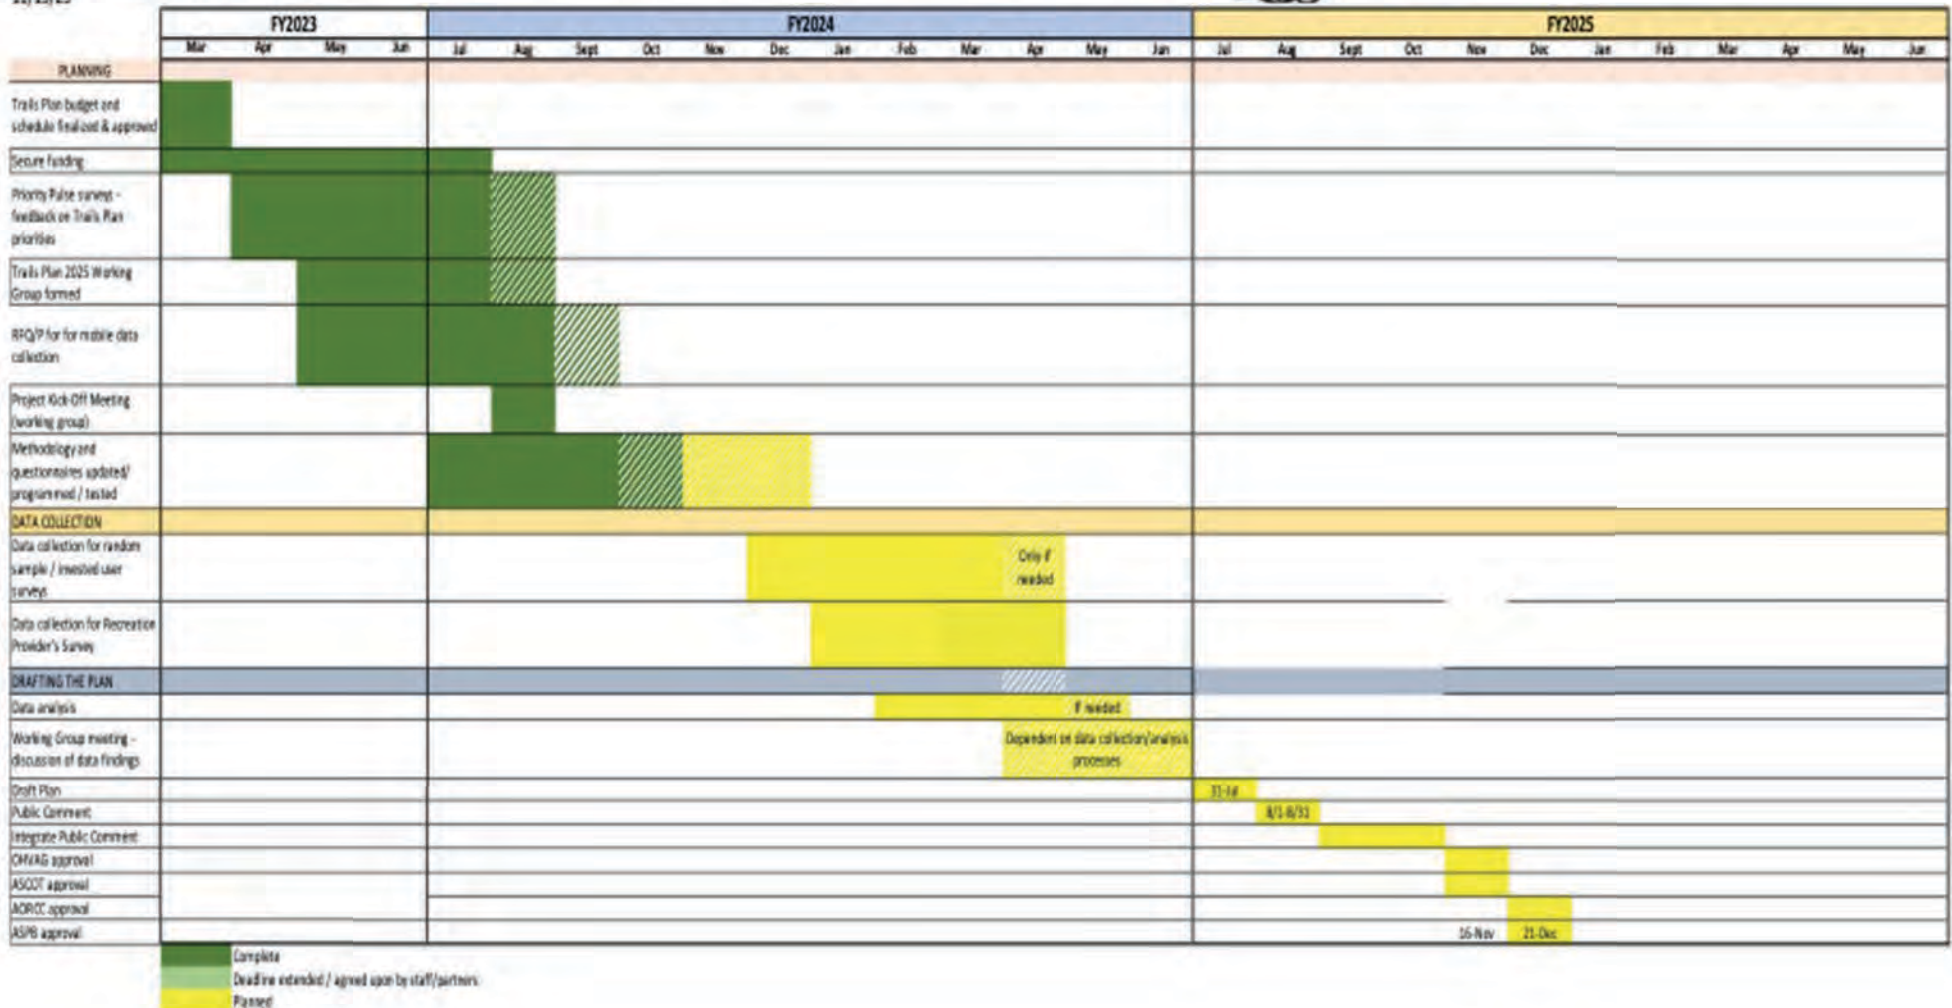 FY2023 FY2024 FY2025
Mar Apr May Jun Jul Aug Sept Oct Nov Dec Jan Feb Mar Apr May Jun Jul Aug Sept Oct Nov Dec Jan Feb Mar Apr May Jun
PLANNING
Trails Plan budget and
schedule finalized & approved
Secure funding
Priority Pulse surveys -
feedback on Trails Plan
priorities
Trails Plan 2025 Working
Group formed
RFQ/P for for mobile data
collection
Project Kick-Off Meeting
(working group)
Methodology and
questionnaires updated/
programmed / tested
DATA COLLECTION
Data collection for random
sample / invested user
surveys
Only if
needed
Data collection for Recreation
Provider's Survey
DRAFTING THE PLAN
Data analysis
If needed
Working Group meeting -
discussion of data findings
Dependent on data collection/analysis
processes
Draft Plan 31-Jul
Public Comment 8/1-8/31
Integrate Public Comment
OHVAG approval
ASCOT approval
AORCC approval
ASPB approval 16-Nov 21-Dec
Complete
Deadline extended / agreed upon by staff/partners
Planned